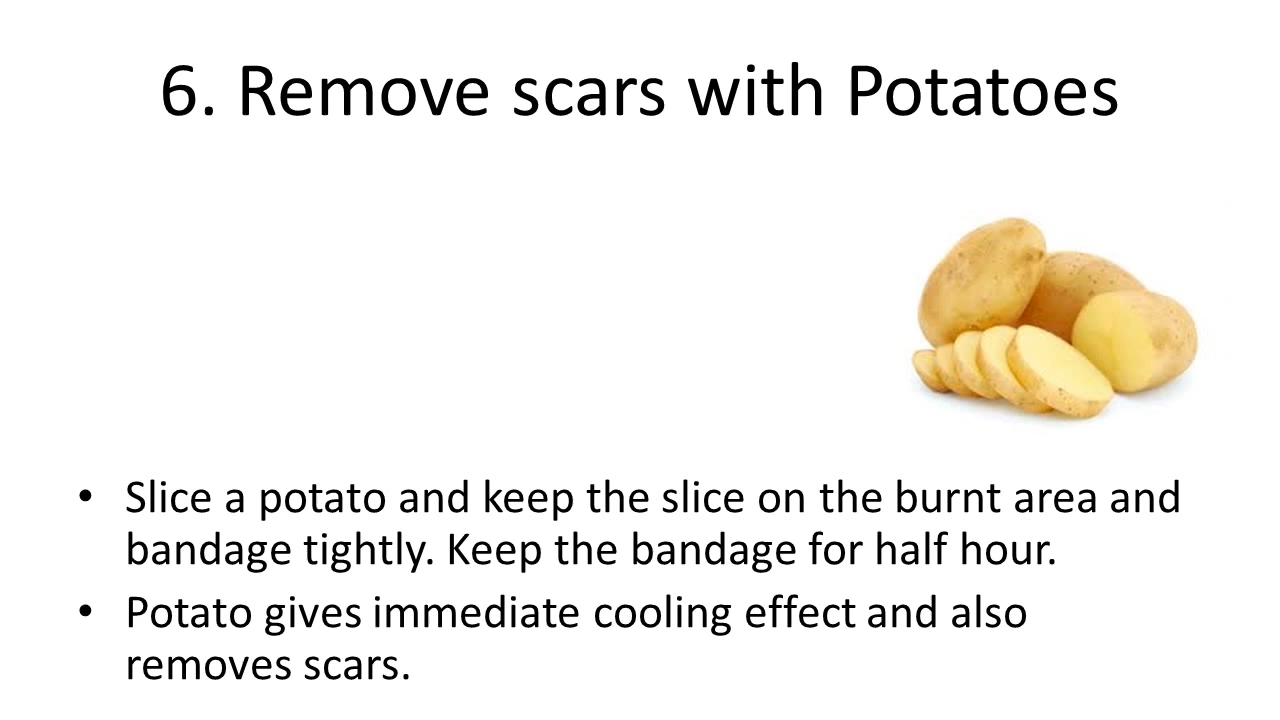 6. Remove scars with Potatoes
• Slice a potato and keep the slice on the burnt area and
bandage tightly. Keep the bandage for half hour.
• Potato gives immediate cooling effect and also
removes scars.